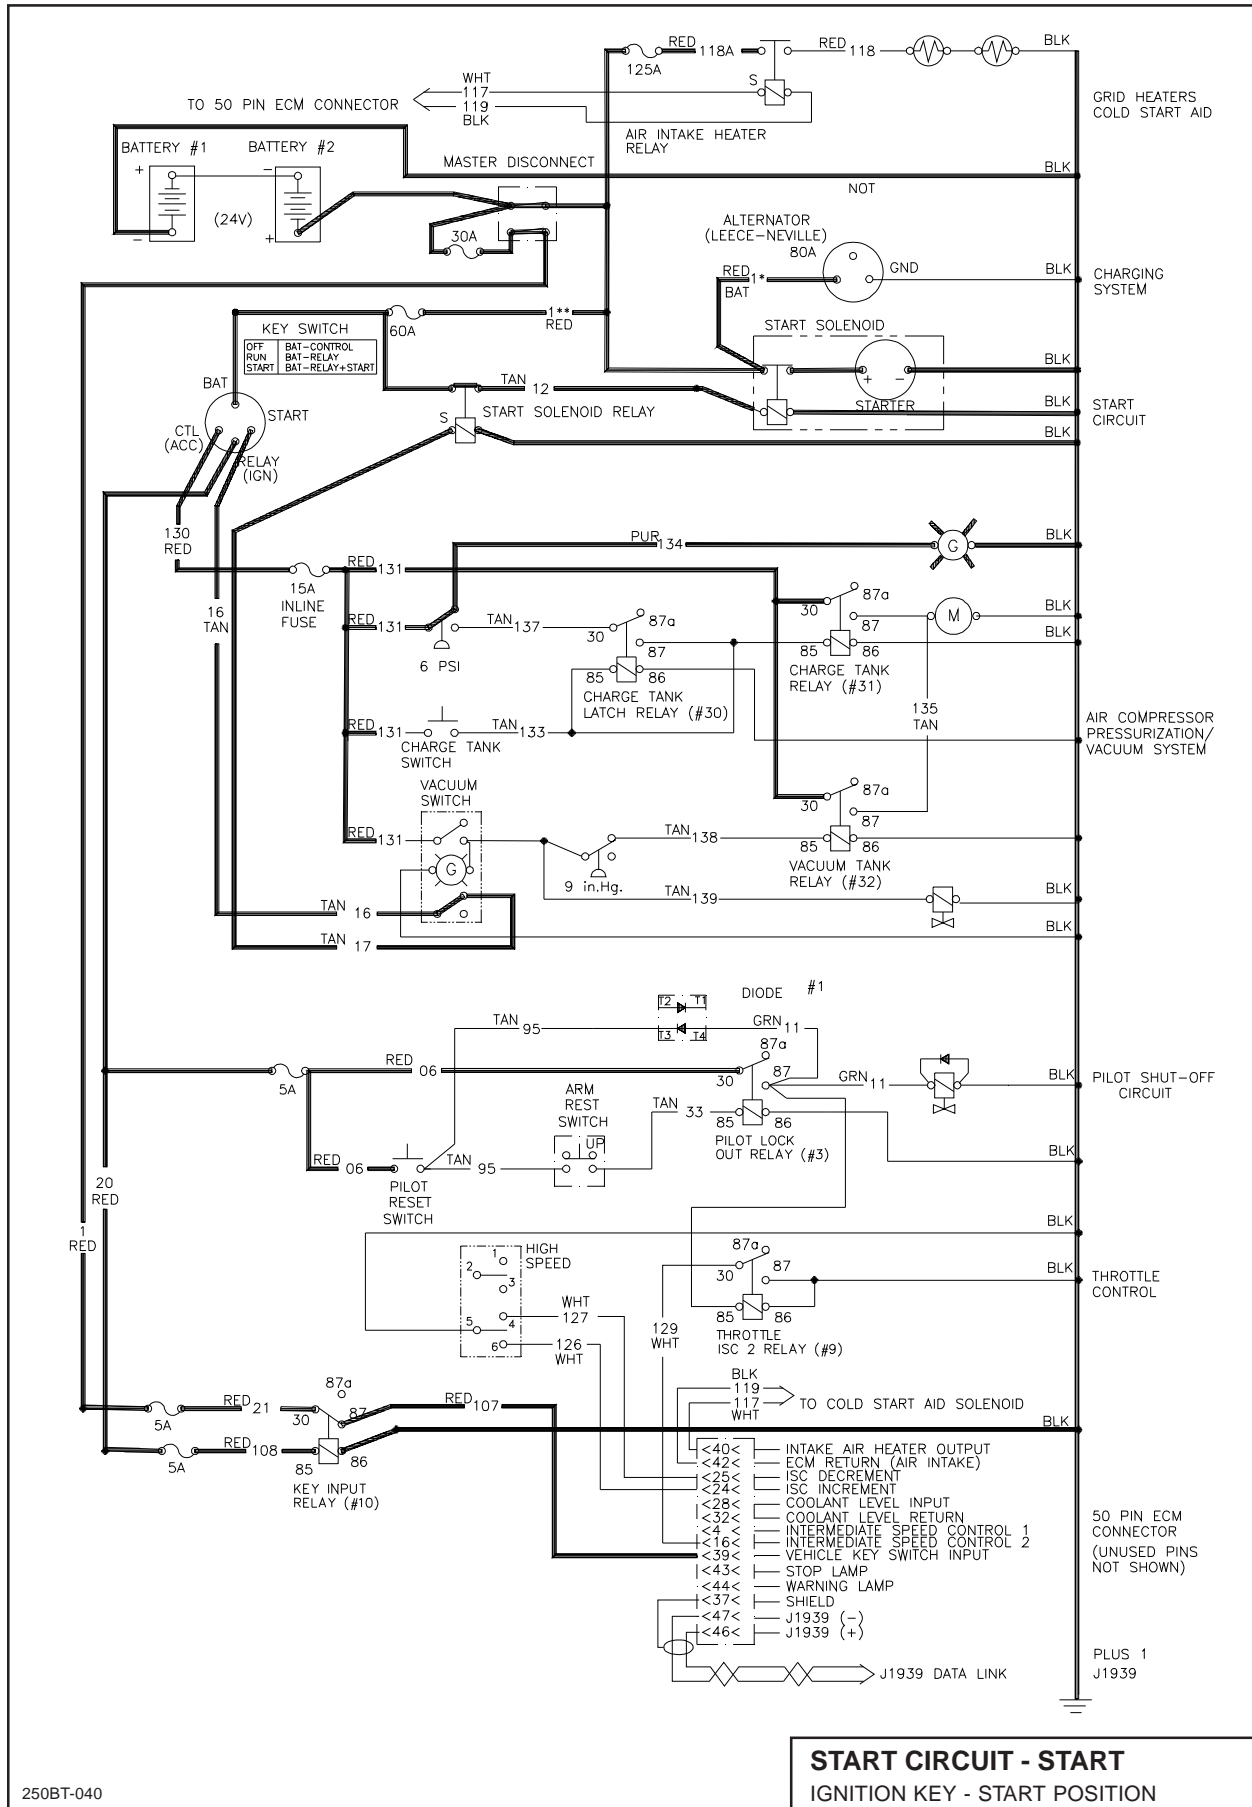 RED 118A
RED 118
BLK
125A
WHT
117
119
BLK
TO 50 PIN ECM CONNECTOR
S
AIR INTAKE HEATER
RELAY
GRID HEATERS
COLD START AID
BATTERY #1
BATTERY #2
MASTER DISCONNECT
BLK
NOT
+
-
(24V)
-
+
30A
ALTERNATOR
(LEECE-NEVILLE)
80A
RED 1*
BAT
GND
BLK
CHARGING
SYSTEM
60A
1**
RED
KEY SWITCH
OFF BAT-CONTROL
RUN BAT-RELAY
START BAT-RELAY+START
START SOLENOID
+ -
STARTER
BLK
BAT
START
CTL
(ACC)
RELAY
(IGN)
TAN 12
S
START SOLENOID RELAY
BLK
BLK
START
CIRCUIT
130
RED
16
TAN
15A
INLINE
FUSE
RED 131
PUR 134
G
BLK
RED 131
6 PSI
TAN 137
30
87a
87
85 86
CHARGE TANK
LATCH RELAY (#30)
30
87a
87
85 86
CHARGE TANK
RELAY (#31)
M
BLK
BLK
135
TAN
RED 131
CHARGE TANK
SWITCH
TAN 133
AIR COMPRESSOR
PRESSURIZATION/
VACUUM SYSTEM
VACUUM
SWITCH
RED 131
G
9 in.Hg.
TAN 138
30
87a
87
85 86
VACUUM TANK
RELAY (#32)
TAN 139
BLK
TAN 16
TAN 17
BLK
DIODE #1
T2 T1
T3 T4
TAN 95
GRN 11
5A
RED 06
30
87a
87
85 86
GRN 11
BLK
PILOT SHUT-OFF
CIRCUIT
ARM
REST
SWITCH
UP
TAN 33
PILOT LOCK
OUT RELAY (#3)
RED 06
TAN 95
PILOT
RESET
SWITCH
BLK
20
RED
1
RED
BLK
HIGH
SPEED
1
2
3
4
5
6
WHT
127
126
WHT
129
WHT
87a
30
87
85 86
THROTTLE
ISC 2 RELAY (#9)
BLK
THROTTLE
CONTROL
BLK
119
117
WHT
TO COLD START AID SOLENOID
5A
RED 21
87a
30
87
RED 107
BLK
5A
RED 108
85
86
KEY INPUT
RELAY (#10)
<40< INTAKE AIR HEATER OUTPUT
<42< ECM RETURN (AIR INTAKE)
<25< ISC DECREMENT
<24< ISC INCREMENT
<28< COOLANT LEVEL INPUT
<32< COOLANT LEVEL RETURN
<4< INTERMEDIATE SPEED CONTROL 1
<16< INTERMEDIATE SPEED CONTROL 2
<39< VEHICLE KEY SWITCH INPUT
<43< STOP LAMP
<44< WARNING LAMP
<37< SHIELD
<47< J1939 (-)
<46< J1939 (+)
50 PIN ECM
CONNECTOR
(UNUSED PINS
NOT SHOWN)
J1939 DATA LINK
PLUS 1
J1939
START CIRCUIT - START
IGNITION KEY - START POSITION
250BT-040